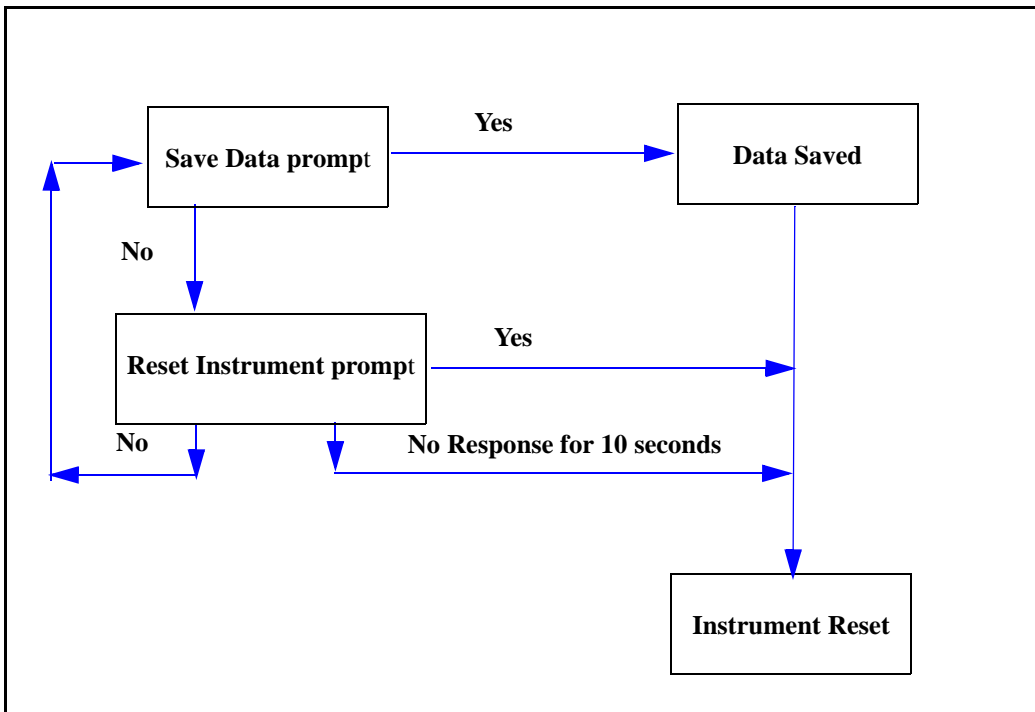 Yes
Save Data prompt
Data Saved
No
Yes
Reset Instrument prompt
No
No Response for 10 seconds
Instrument Reset